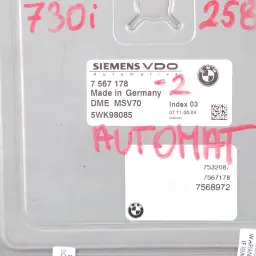 730i 258
SIEMENS VDO
Automotive
7 567 178 -2
Made in Germany
DME MSV70 Index 03
5WK98085
AUTOMAT
7567178
7568972